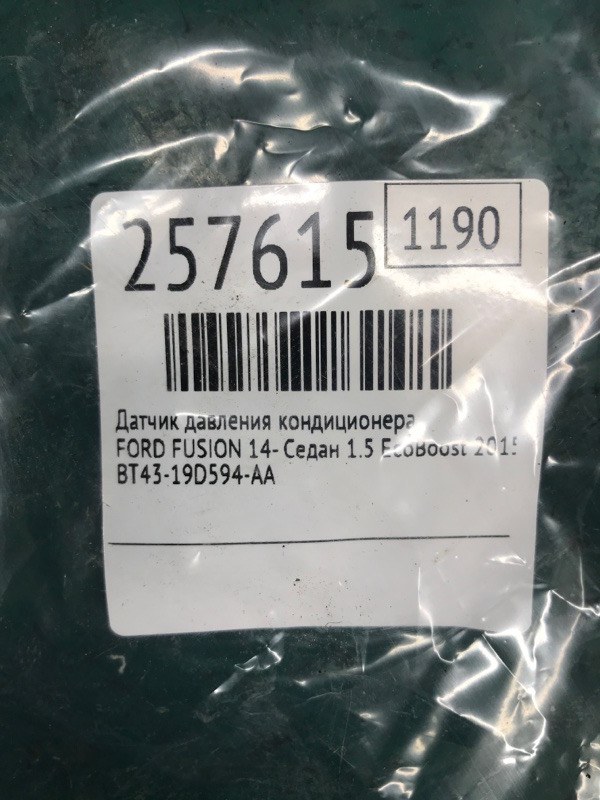 257615 1190
Датчик давления кондиционера
FORD FUSION 14- Седан 1.5 EcoBoost 2015
BT43-19D594-AA